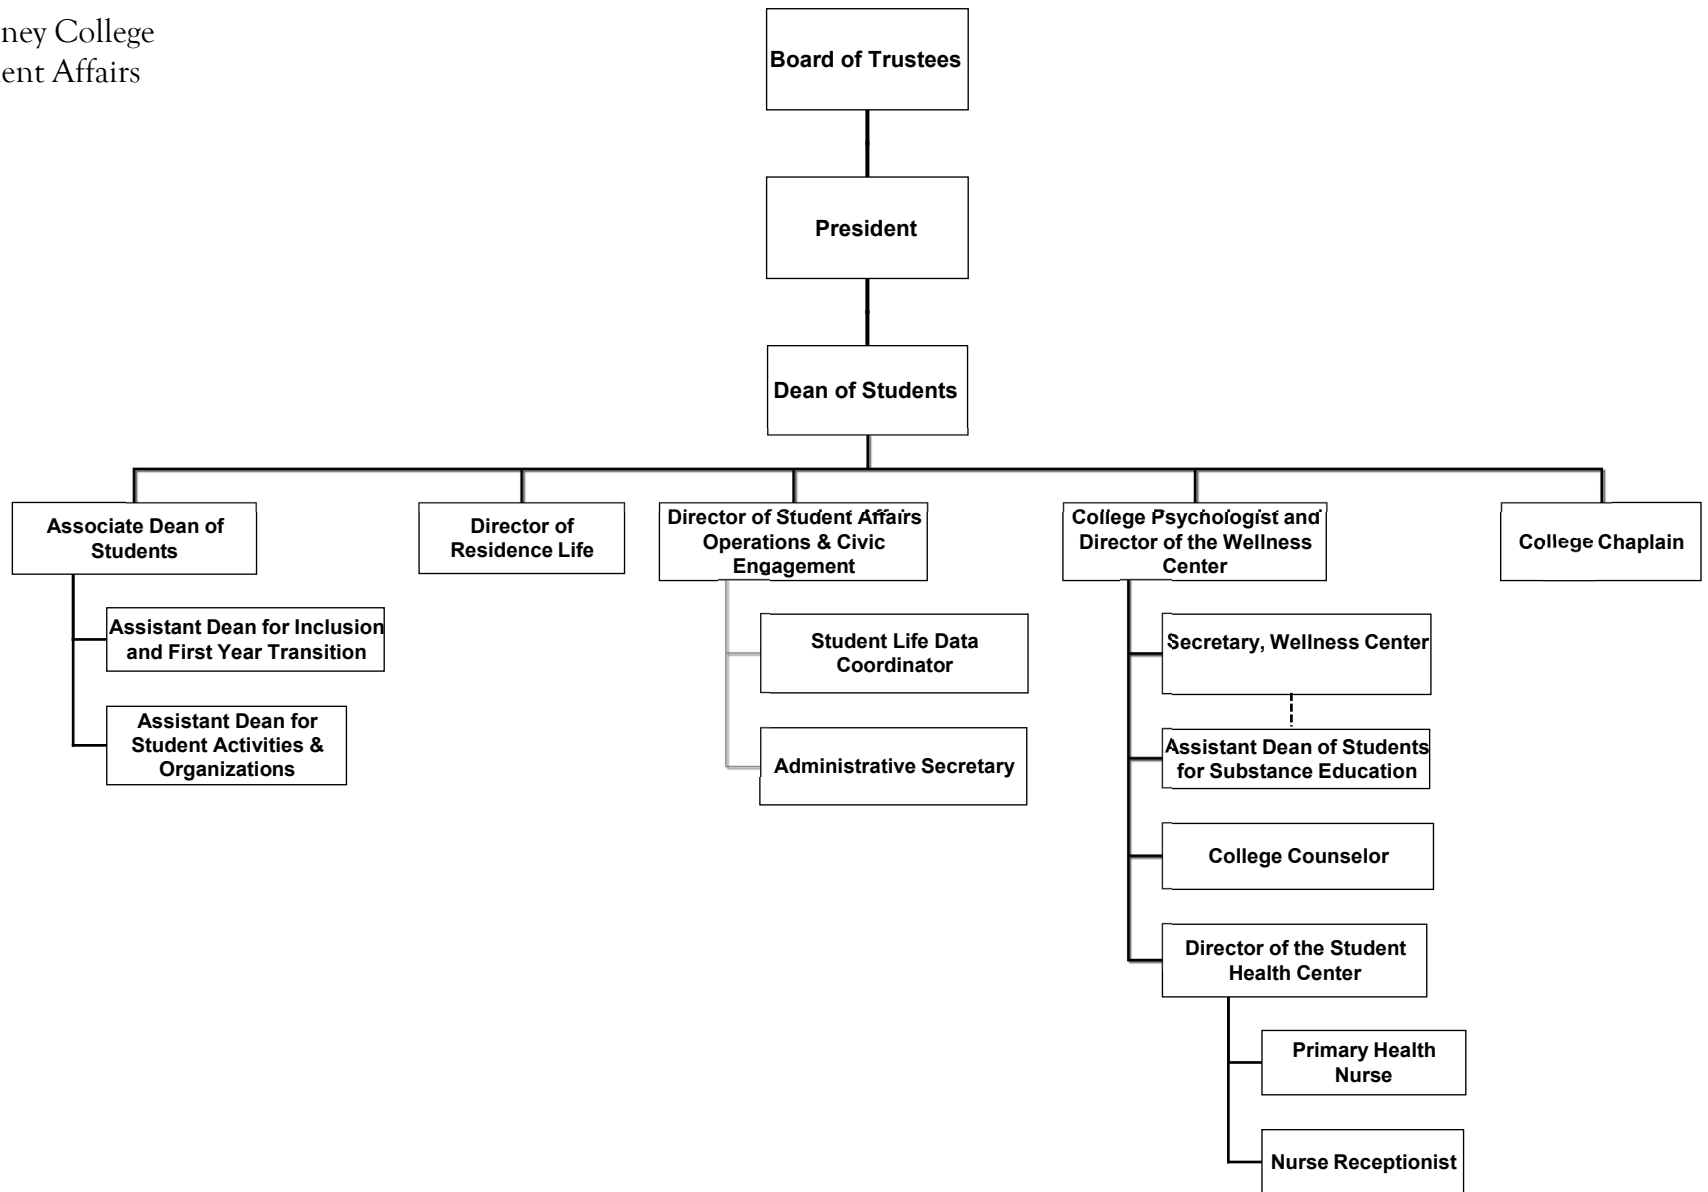 ney College
ent Affairs
Board of Trustees
President
Dean of Students
Associate Dean of
Students
Director of
Residence Life
Director of Student Affairs
Operations & Civic
Engagement
College Psychologist and
Director of the Wellness
Center
College Chaplain
Assistant Dean for Inclusion
and First Year Transition
Assistant Dean for
Student Activities &
Organizations
Student Life Data
Coordinator
Administrative Secretary
Secretary, Wellness Center
Assistant Dean of Students
for Substance Education
College Counselor
Director of the Student
Health Center
Primary Health
Nurse
Nurse Receptionist